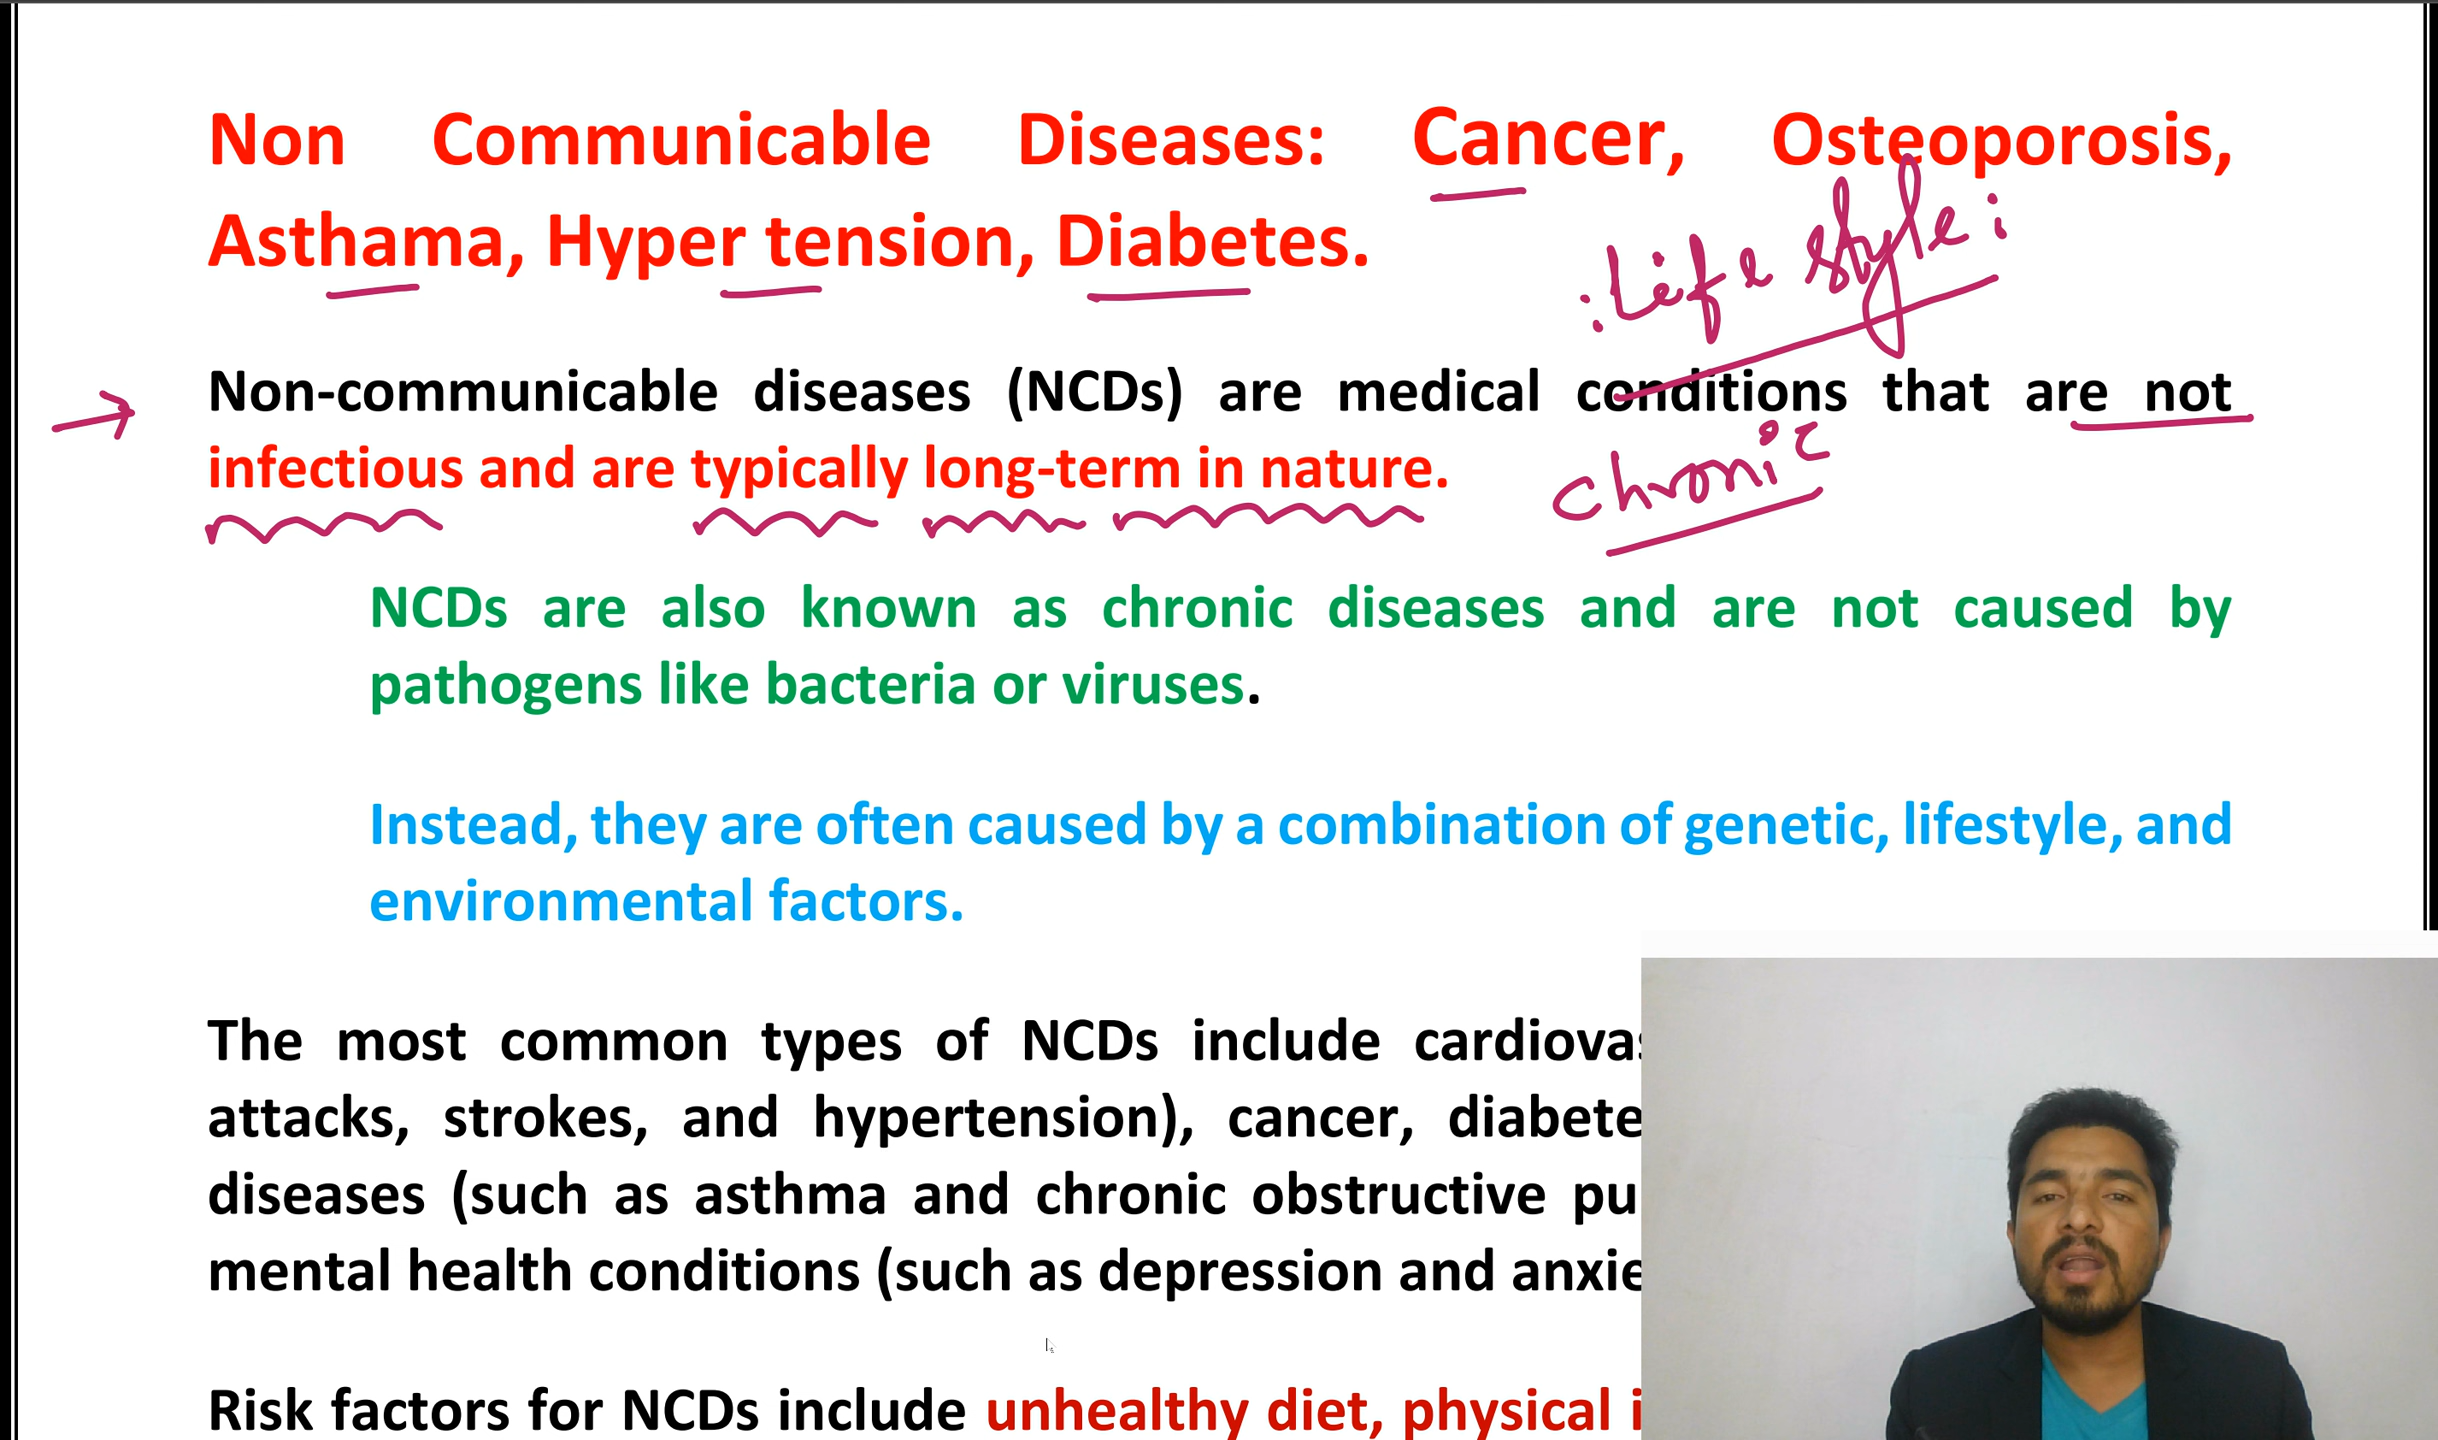 Non Communicable Diseases: Cancer, Osteoporosis,
Asthama, Hyper tension, Diabetes.
:Life style:
Non-communicable diseases (NCDs) are medical conditions that are not
infectious and are typically long-term in nature.
chronic
NCDs are also known as chronic diseases and are not caused by
pathogens like bacteria or viruses.
Instead, they are often caused by a combination of genetic, lifestyle, and
environmental factors.
The most common types of NCDs include
attacks, strokes, and hypertension), cancer,
diseases (such as asthma and chronic obstructive
mental health conditions (such as depression and
Risk factors for NCDs include unhealthy diet, physical